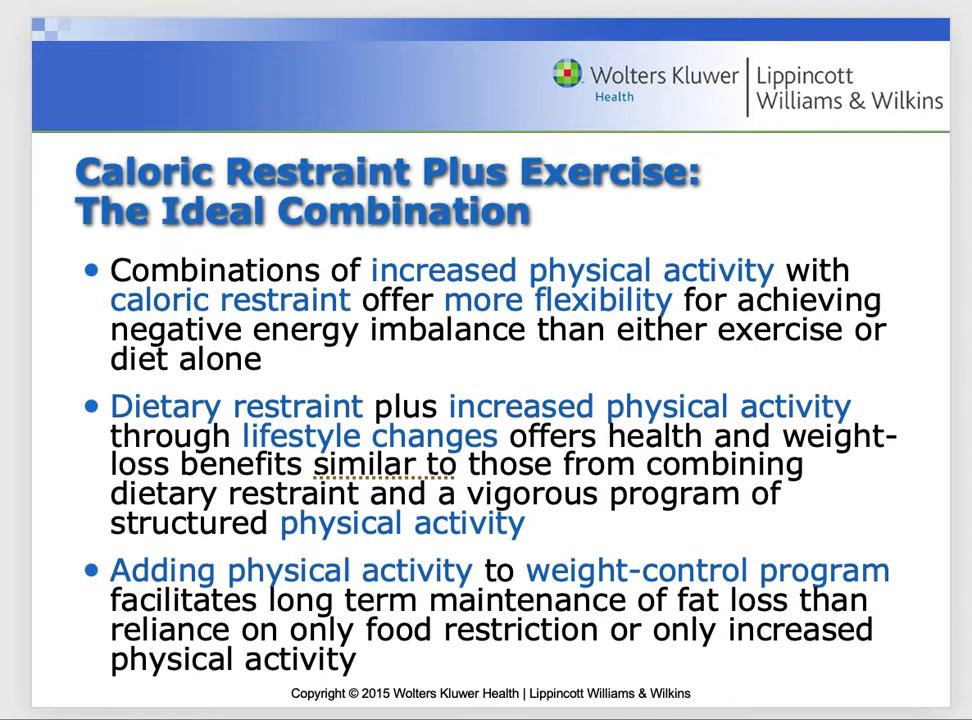 Wolters Kluwer
Health
Lippincott
Williams & Wilkins
Caloric Restraint Plus Exercise:
The Ideal Combination
• Combinations of increased physical activity with
caloric restraint offer more flexibility for achieving
negative energy imbalance than either exercise or
diet alone
• Dietary restraint plus increased physical activity
through lifestyle changes offers health and weight-
loss benefits similar to those from combining
dietary restraint and a vigorous program of
structured physical activity
• Adding physical activity to weight-control program
facilitates long term maintenance of fat loss than
reliance on only food restriction or only increased
physical activity
Copyright © 2015 Wolters Kluwer Health | Lippincott Williams & Wilkins